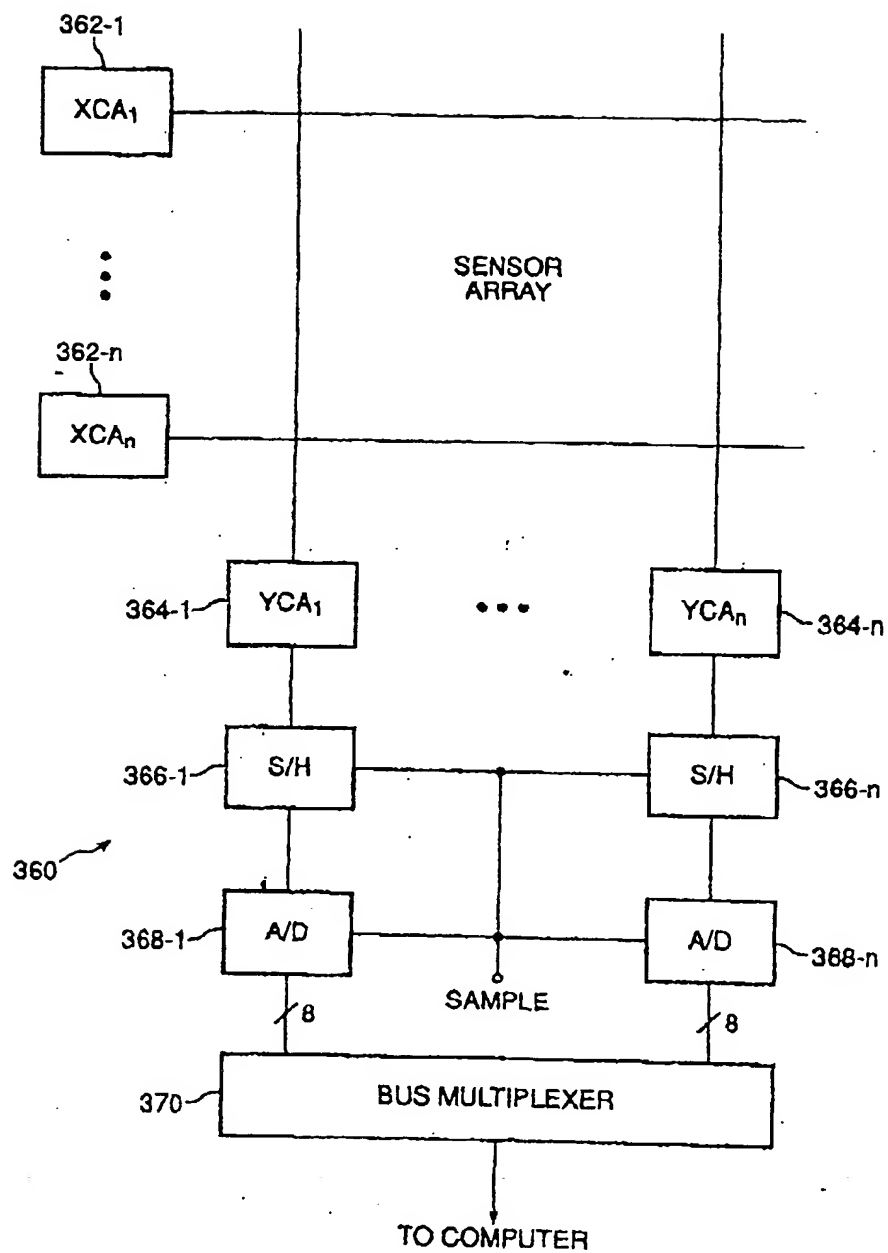 362-1
XCA₁
SENSOR
ARRAY
362-n
XCAₙ
364-1
YCA₁
YCAₙ
364-n
366-1
S/H
S/H
366-n
360
368-1
A/D
A/D
368-n
SAMPLE
8
8
370
BUS MULTIPLEXER
TO COMPUTER